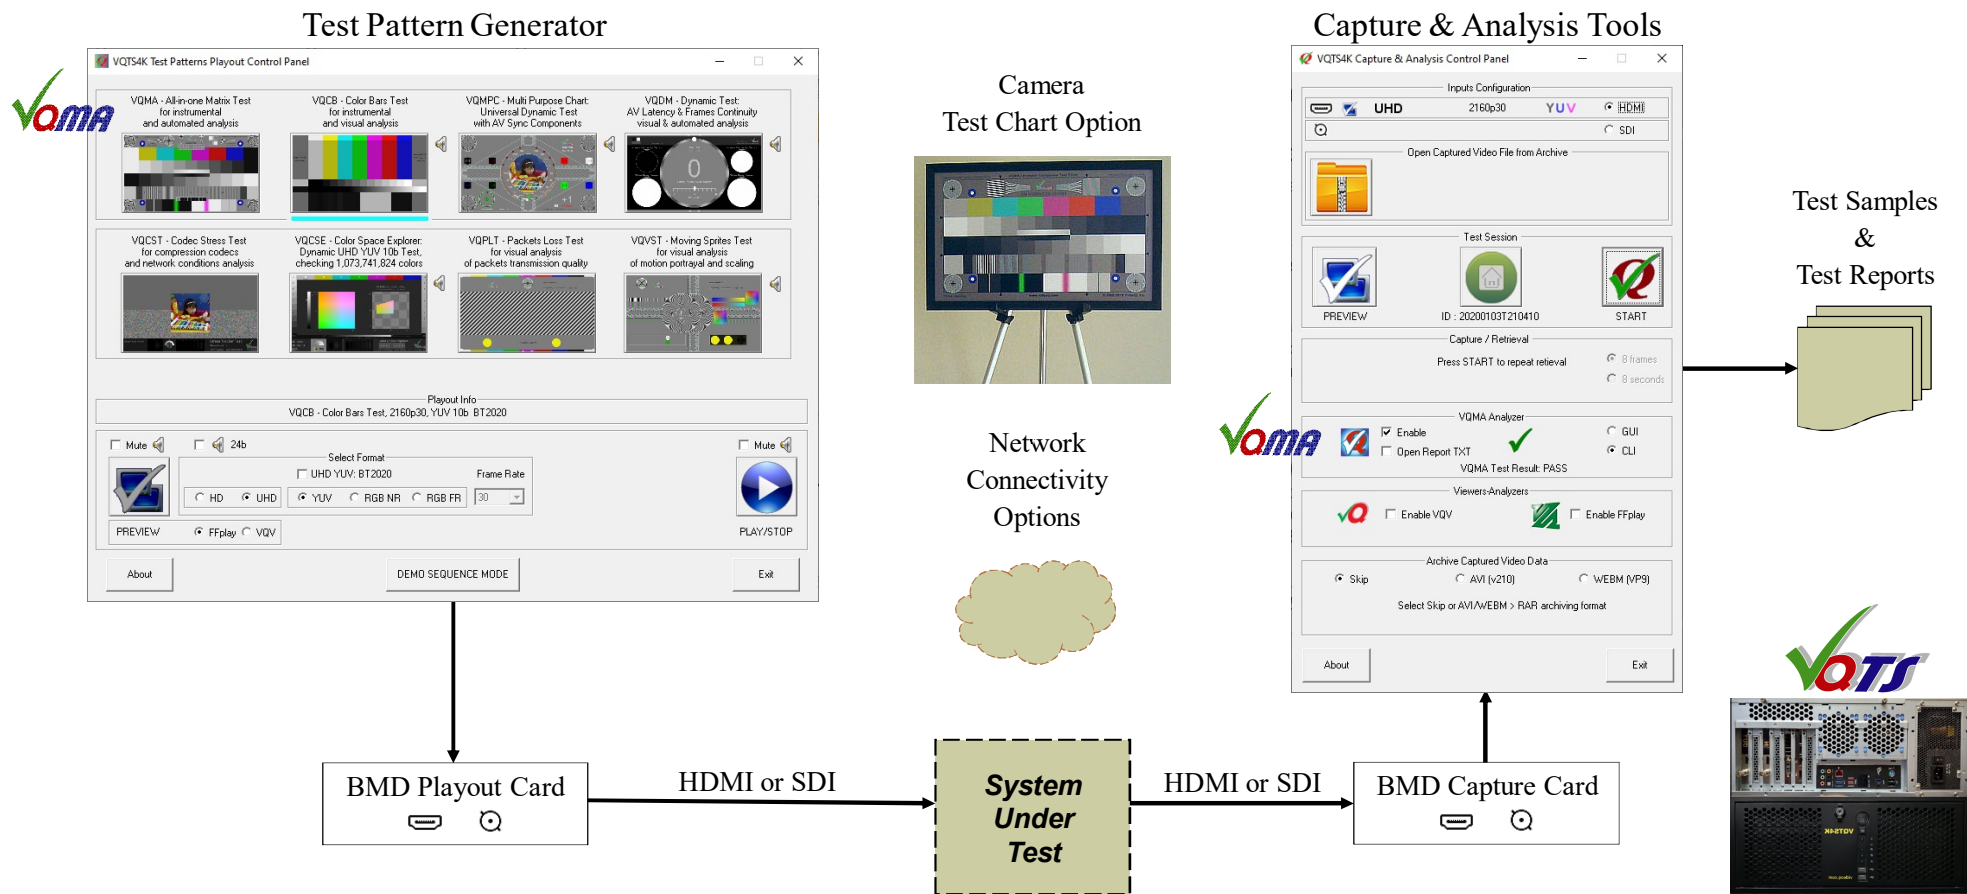 Test Pattern Generator
VQTS4K Test Patterns Playout Control Panel
VQMA
VQMA - All-in-one Matrix Test
for instrumental
and automated analysis
VQCB - Color Bars Test
for instrumental
and visual analysis
VQMPC - Multi Purpose Chart:
Universal Dynamic Test
with AV Sync Components
VQDM - Dynamic Test:
AV Latency & Frames Continuity
visual & automated analysis
0
+1
VQCST - Codec Stress Test
for compression codecs
and network conditions analysis
VQCSE - Color Space Explorer:
Dynamic UHD YUV 10b Test,
checking 1,073,741,824 colors
VQPLT - Packets Loss Test
for visual analysis
of packets transmission quality
VQVST - Moving Sprites Test
for visual analysis
of motion portrayal and scaling
Playout Info
VQCB - Color Bars Test, 2160p30, YUV 10b BT2020
Mute
24b
Mute
Select Format
UHD YUV: BT2020
Frame Rate
HD
UHD
YUV
RGB NR
RGB FR
30
PREVIEW
FFplay
VQV
PLAY/STOP
About
DEMO SEQUENCE MODE
Exit
BMD Playout Card
HDMI or SDI
Camera
Test Chart Option
Network
Connectivity
Options
System
Under
Test
HDMI or SDI
BMD Capture Card
Capture & Analysis Tools
VQTS4K Capture & Analysis Control Panel
Inputs Configuration
UHD
2160p30
YUV
HDMI
SDI
Open Captured Video File from Archive
Test Session
PREVIEW
ID : 20200103T210410
START
Capture / Retrieval
Press START to repeat retieval
8 frames
8 seconds
VQMA
VQMA Analyzer
Enable
Open Report TXT
GUI
CLI
VQMA Test Result: PASS
Viewers-Analyzers
Enable VQV
Enable FFplay
Archive Captured Video Data
Skip
AVI (v210)
WEBM (VP9)
Select Skip or AVI/WEBM > RAR archiving format
About
Exit
Test Samples
&
Test Reports
VQTS
VQTS4K